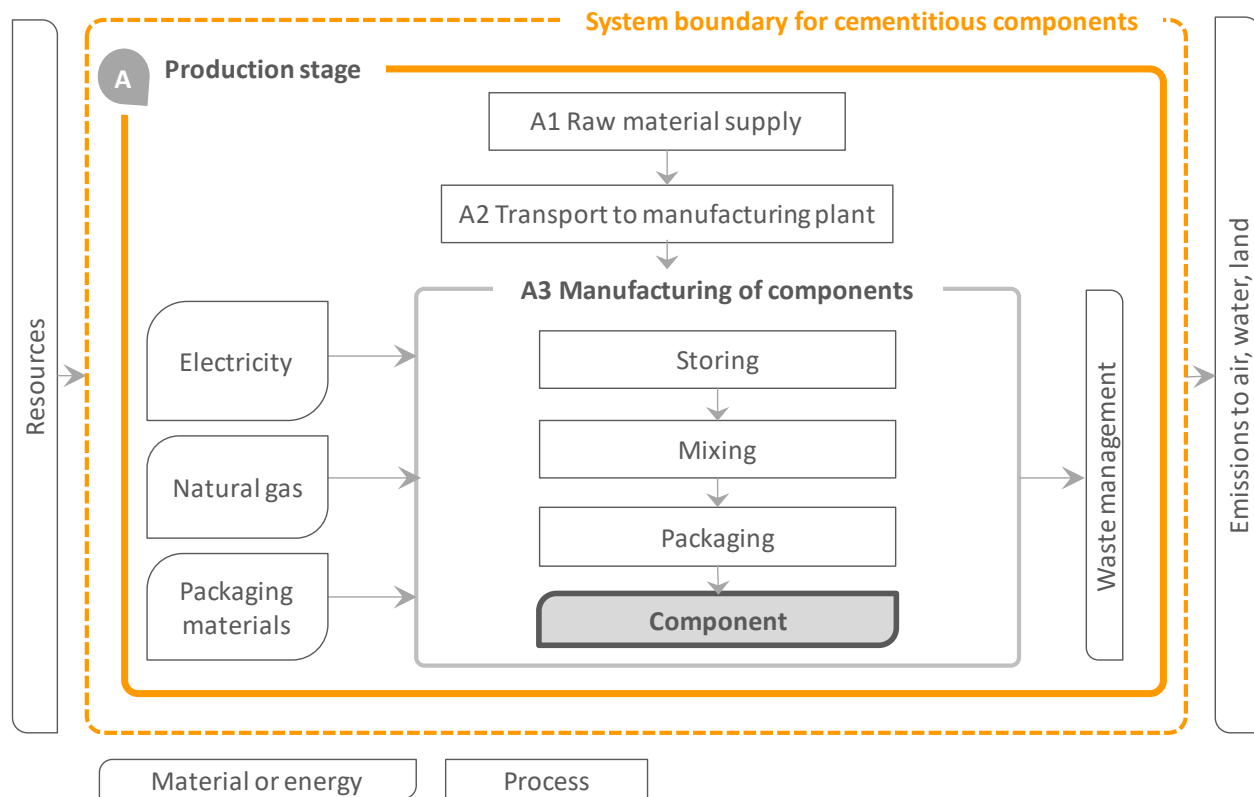 System boundary for cementitious components
A
Production stage
A1 Raw material supply
A2 Transport to manufacturing plant
A3 Manufacturing of components
Resources
Electricity
Natural gas
Packaging
materials
Storing
Mixing
Packaging
Component
Waste management
Emissions to air, water, land
Material or energy
Process